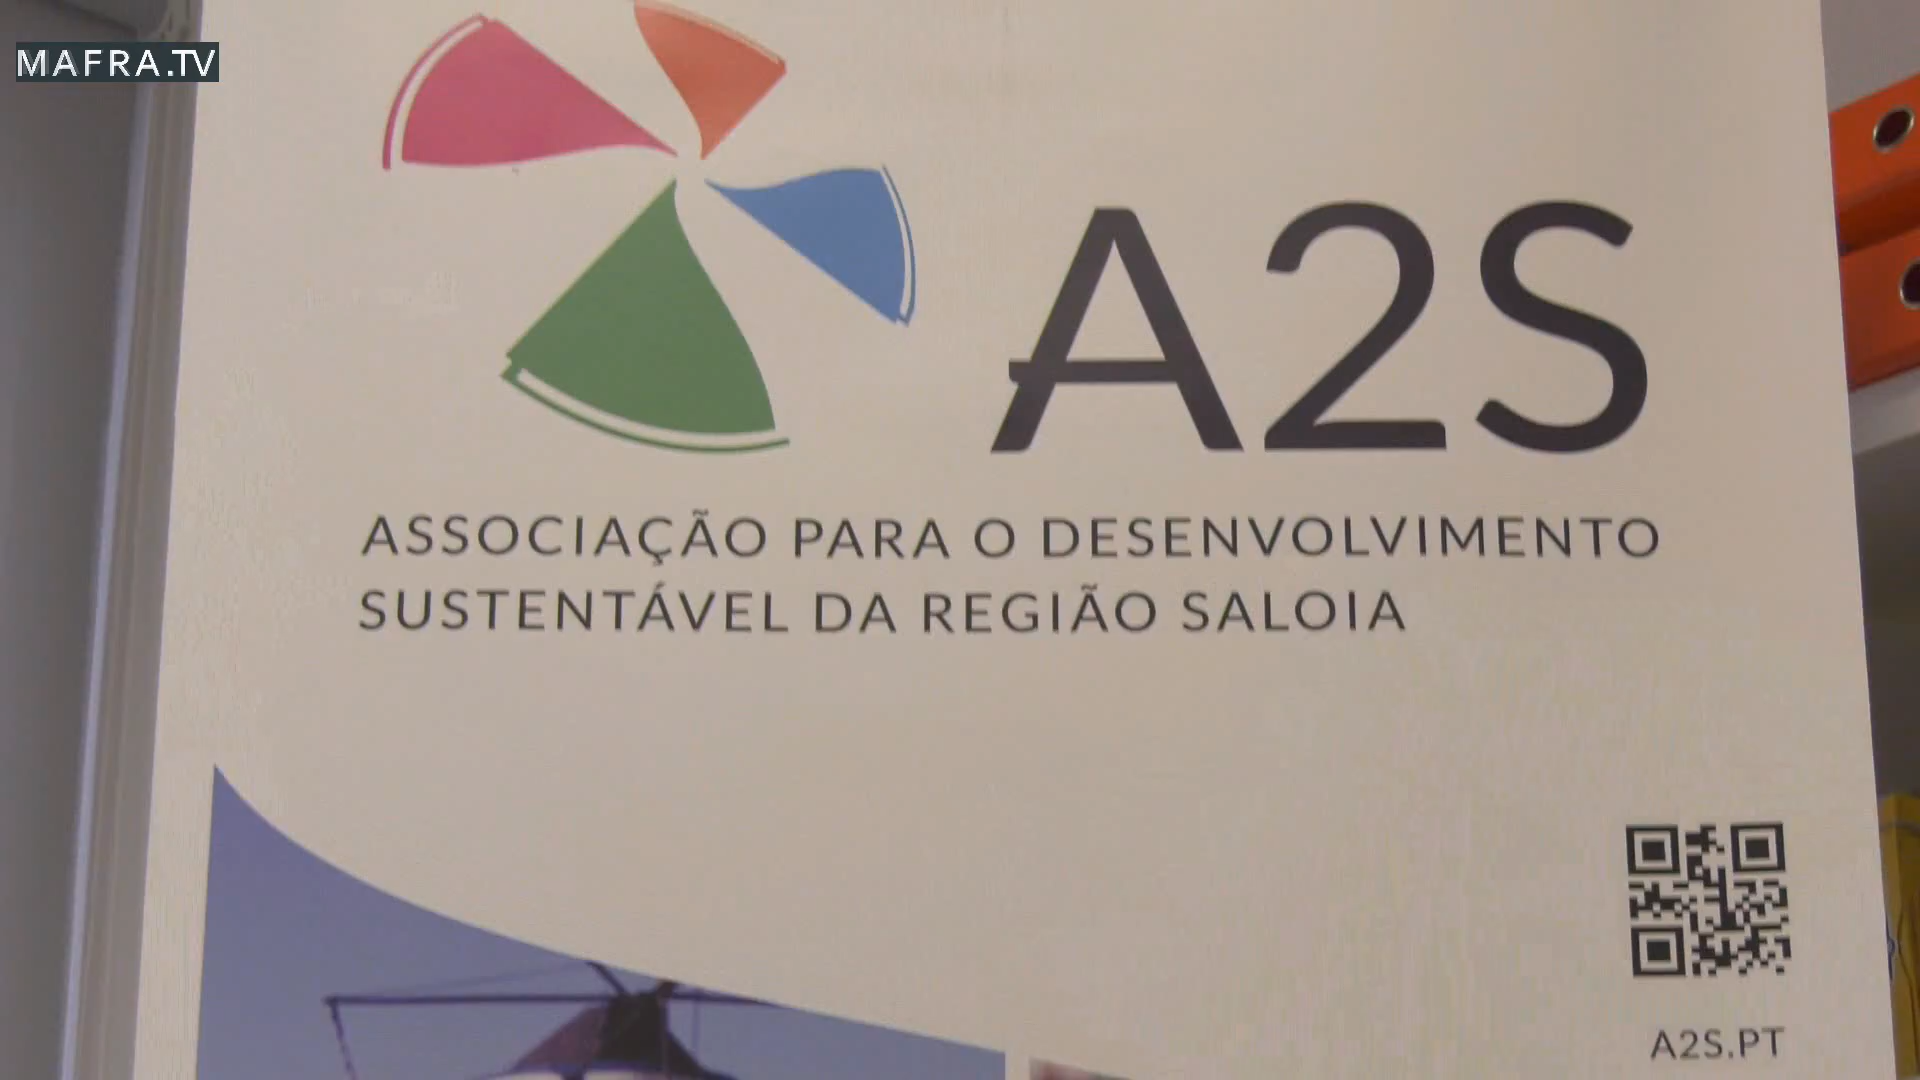 MAFRA.TV
A2S
ASSOCIAÇÃO PARA O DESENVOLVIMENTO
SUSTENTÁVEL DA REGIÃO SALOIA
A2S.PT